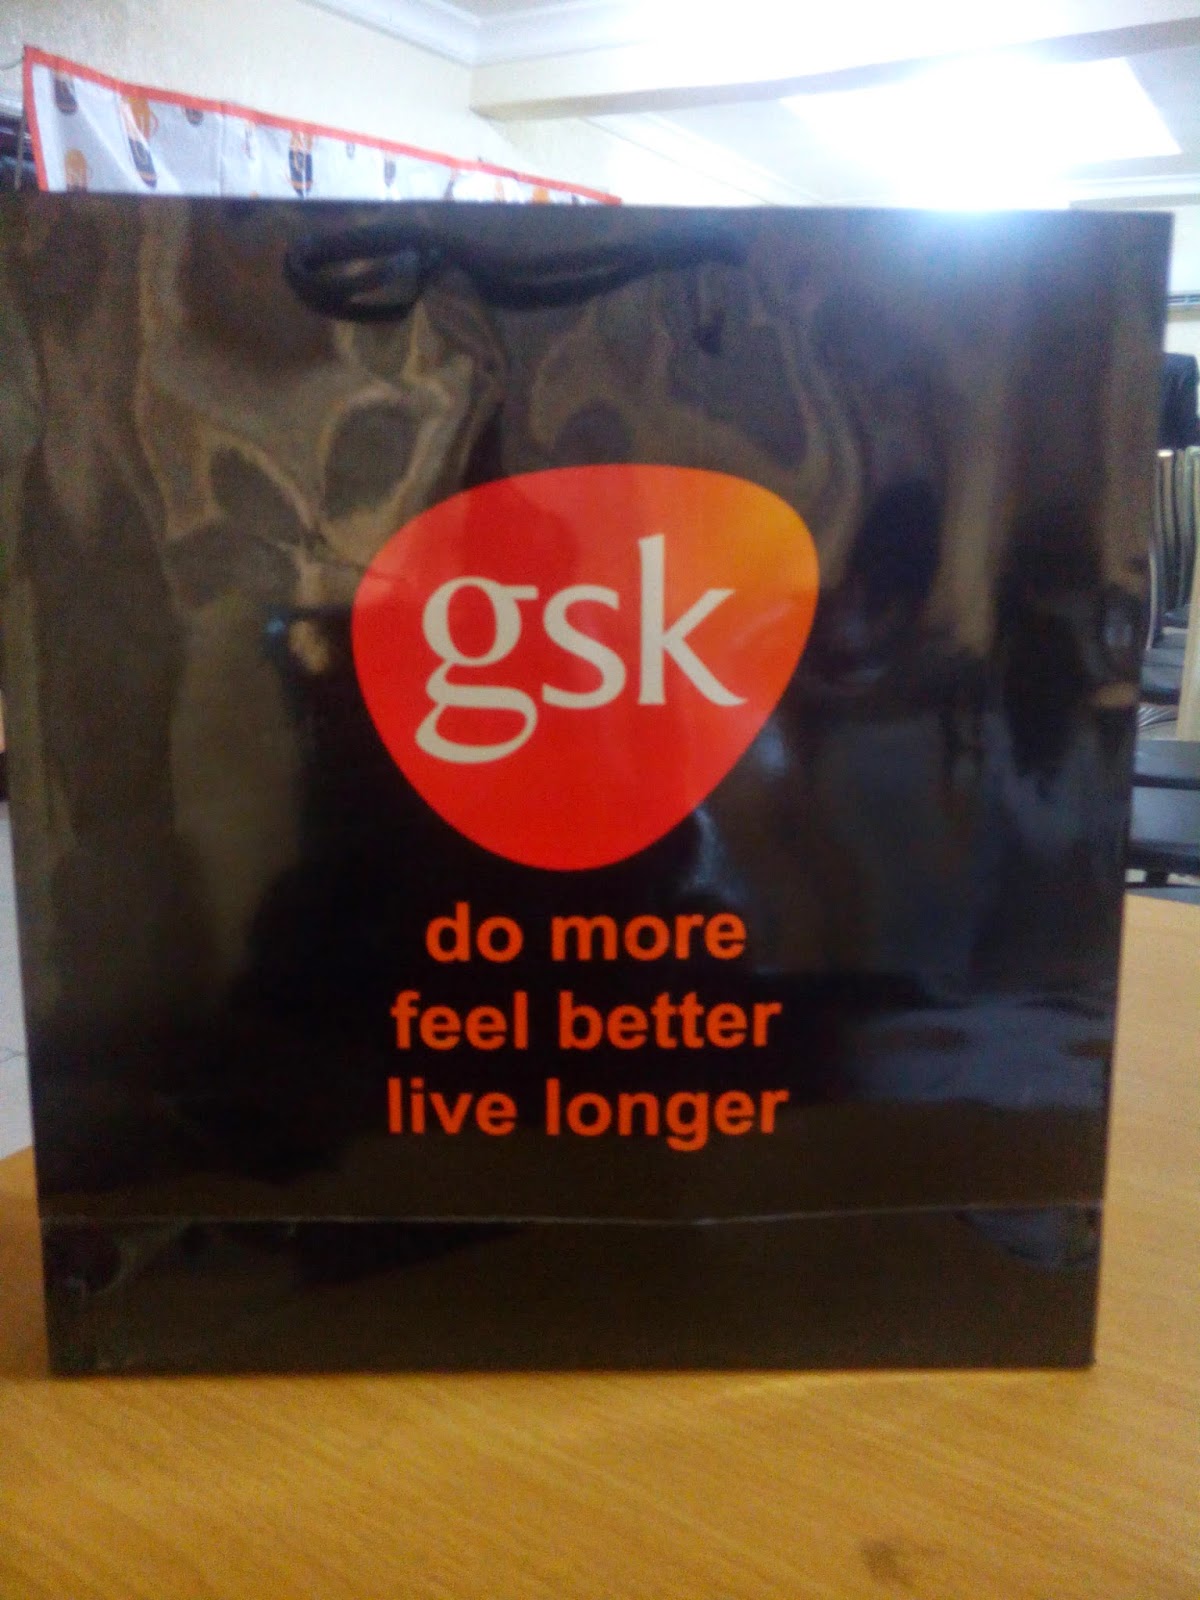 gsk
do more
feel better
live longer